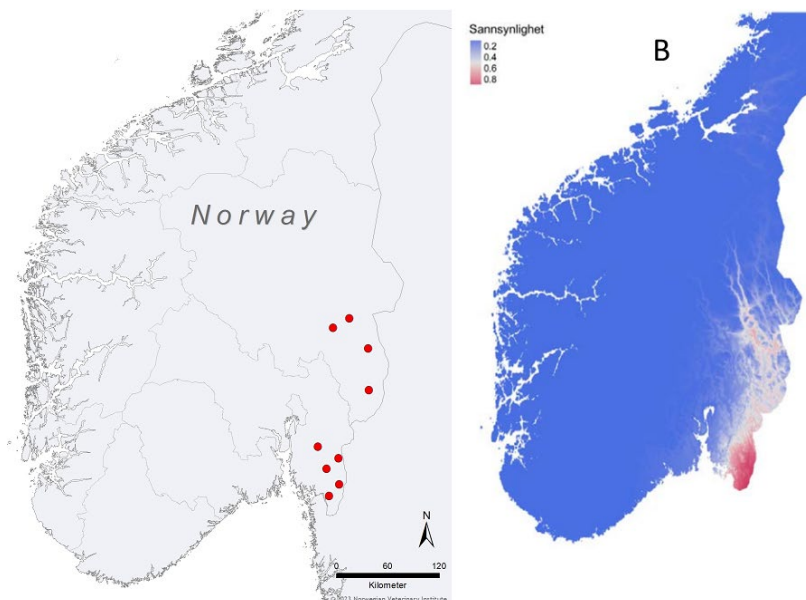 Norway
N
0 60 120
Kilometer
© 2023 Norwegian Veterinary Institute
Sannsynlighet
0.2
0.4
0.6
0.8
B